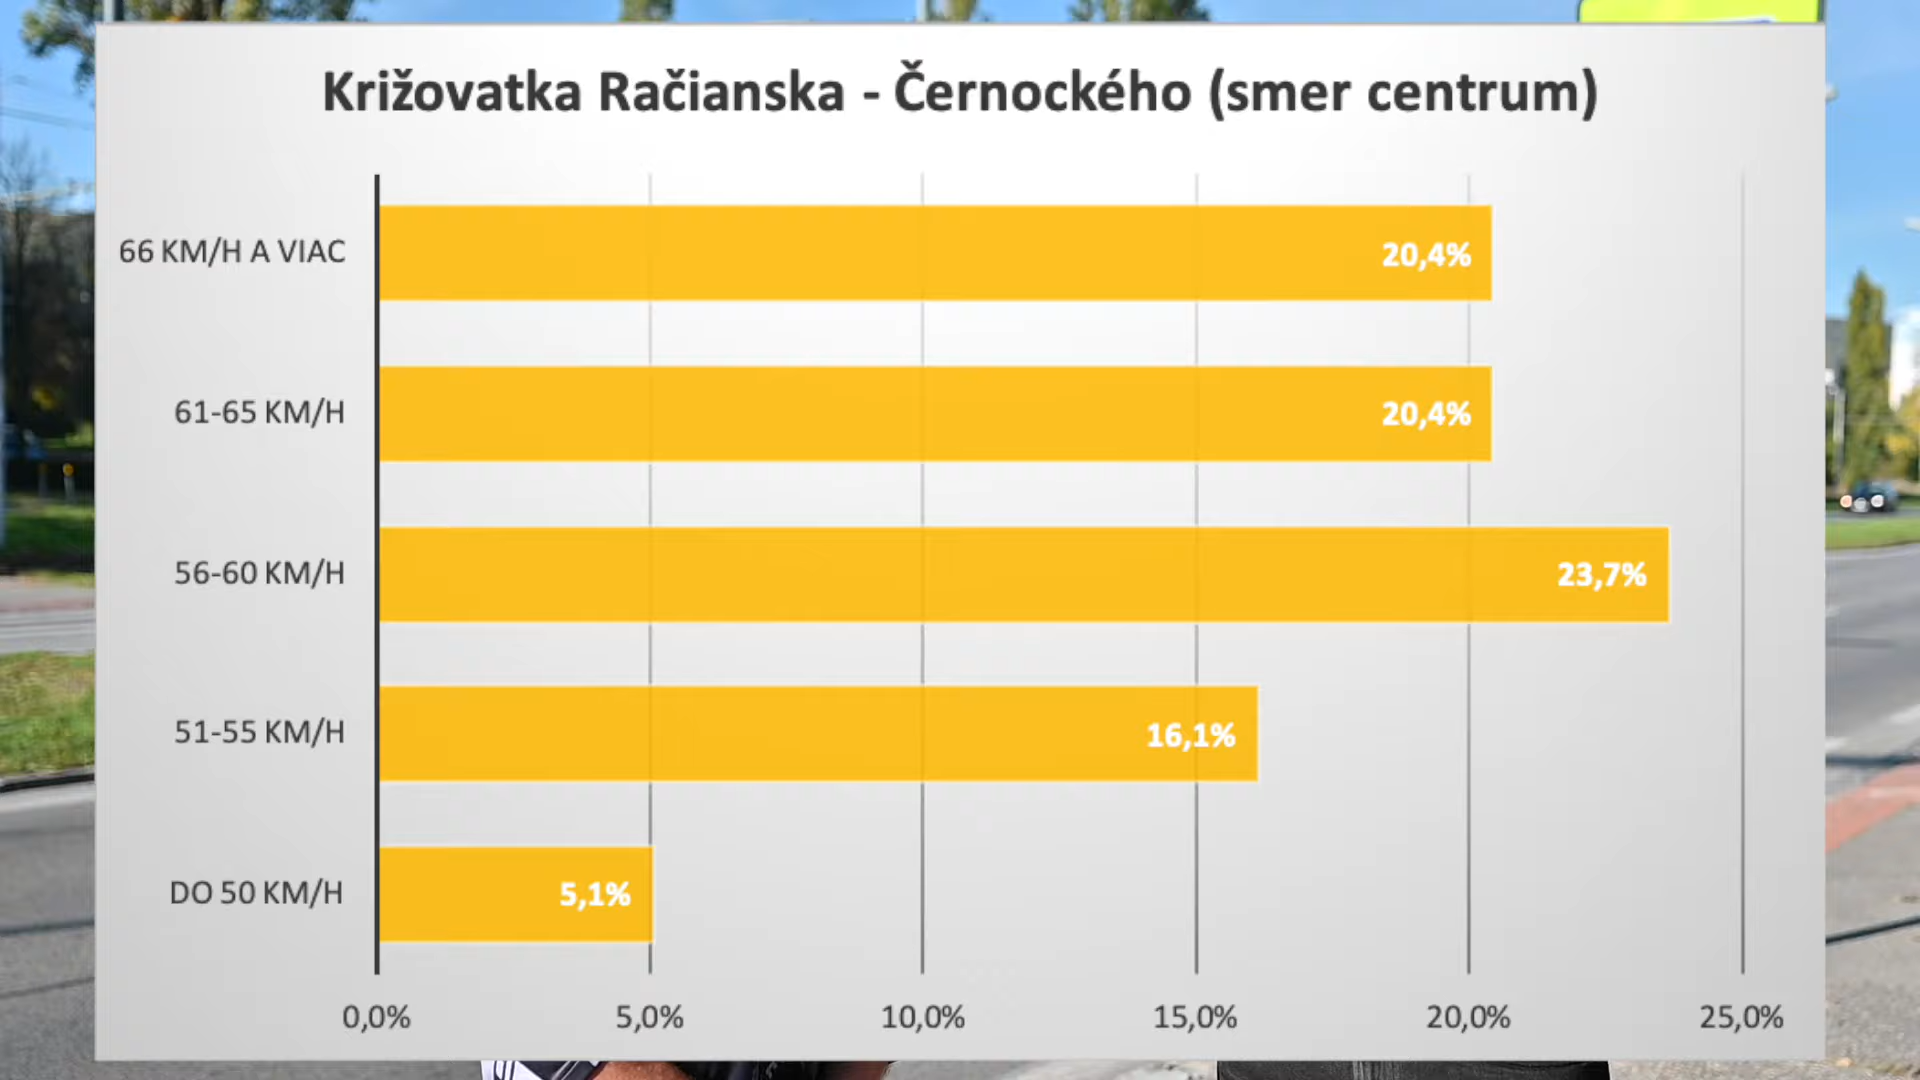 Križovatka Račianska - Černockého (smer centrum)
66 KM/H A VIAC
20,4%
61-65 KM/H
20,4%
56-60 KM/H
23,7%
51-55 KM/H
16,1%
DO 50 KM/H
5,1%
0,0% 5,0% 10,0% 15,0% 20,0% 25,0%